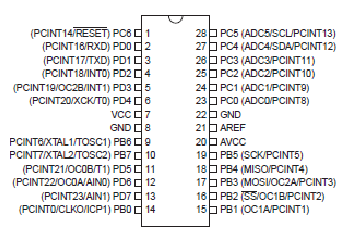 (PCINT14/RESET) PC6 1 28 PC5 (ADC5/SCL/PCINT13)
(PCINT16/RXD) PD0 2 27 PC4 (ADC4/SDA/PCINT12)
(PCINT17/TXD) PD1 3 26 PC3 (ADC3/PCINT11)
(PCINT18/INT0) PD2 4 25 PC2 (ADC2/PCINT10)
(PCINT19/OC2B/INT1) PD3 5 24 PC1 (ADC1/PCINT9)
(PCINT20/XCK/T0) PD4 6 23 PC0 (ADC0/PCINT8)
VCC 7 22 GND
GND 8 21 AREF
(PCINT6/XTAL1/TOSC1) PB6 9 20 AVCC
(PCINT7/XTAL2/TOSC2) PB7 10 19 PB5 (SCK/PCINT5)
(PCINT21/OC0B/T1) PD5 11 18 PB4 (MISO/PCINT4)
(PCINT22/OC0A/AIN0) PD6 12 17 PB3 (MOSI/OC2A/PCINT3)
(PCINT23/AIN1) PD7 13 16 PB2 (SS/OC1B/PCINT2)
(PCINT0/CLKO/ICP1) PB0 14 15 PB1 (OC1A/PCINT1)